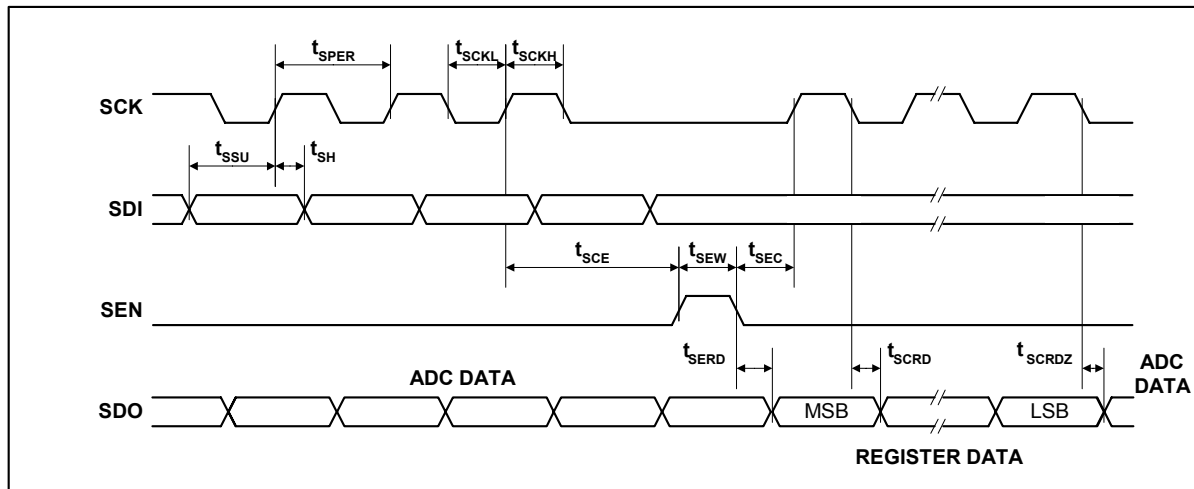 tSPER
tSCKL
tSCKH
SCK
tSSU
tSH
SDI
tSCE
tSEW
tSEC
SEN
tSERD
tSCRD
tSCRDZ
ADC DATA
ADC
DATA
SDO
MSB
LSB
REGISTER DATA